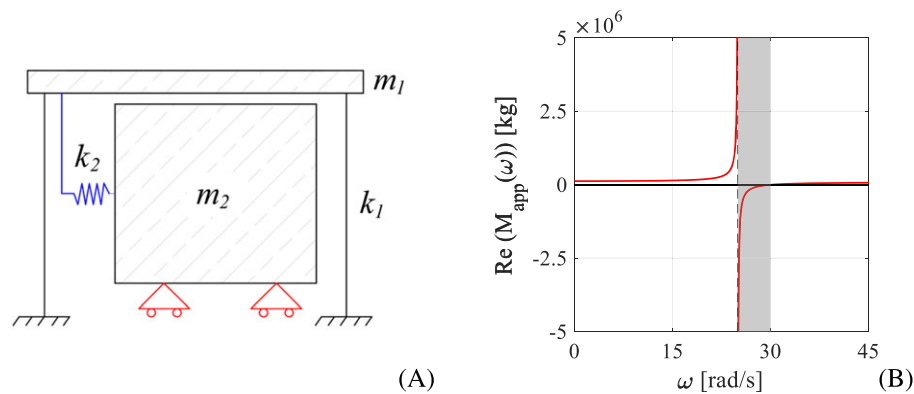 m1
k2
m2
k1
(A)
×10^6
5
2.5
0
-2.5
-5
Re (Mapp(ω)) [kg]
0 15 30 45
ω [rad/s]
(B)